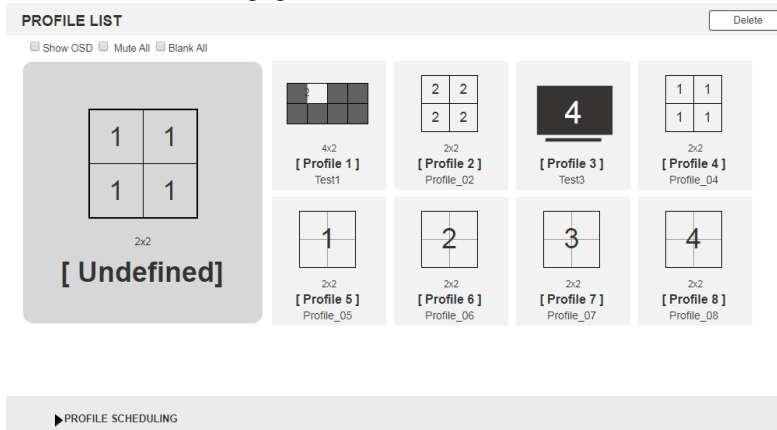 PROFILE LIST
Delete
Show OSD Mute All Blank All
1 1
1 1
2x2
[ Undefined]
2
4x2
[ Profile 1 ]
Test1
2 2
2 2
2x2
[ Profile 2 ]
Profile_02
4
[ Profile 3 ]
Test3
1 1
1 1
2x2
[ Profile 4 ]
Profile_04
1
2x2
[ Profile 5 ]
Profile_05
2
2x2
[ Profile 6 ]
Profile_06
3
2x2
[ Profile 7 ]
Profile_07
4
2x2
[ Profile 8 ]
Profile_08
PROFILE SCHEDULING